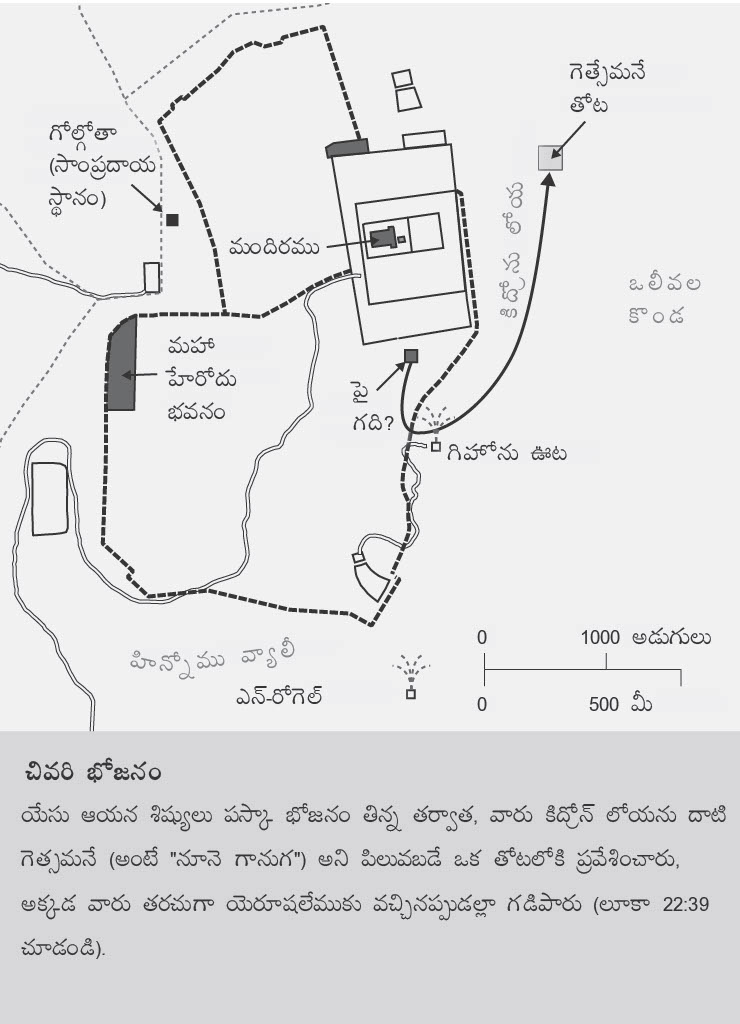 గెత్సేమనే
తోట
గోల్గోతా
(సాంప్రదాయ
స్థానం)
మందిరము
కిద్రోను లోయ
ఒలీవల
కొండ
మహా
హేరోదు
భవనం
పై
గది?
గిహోను ఊట
హిన్నోము వ్యాలీ
ఎన్-రోగెల్
0 1000 అడుగులు
0 500 మీ
చివరి భోజనం
యేసు ఆయన శిష్యులు పస్కా భోజనం తిన్న తర్వాత, వారు కిద్రోన్ లోయను దాటి
గెత్సమనే (అంటే "నూనె గానుగ") అని పిలువబడే ఒక తోటలోకి ప్రవేశించారు,
అక్కడ వారు తరచుగా యెరూషలేముకు వచ్చినప్పుడల్లా గడిపారు (లూకా 22:39
చూడండి).